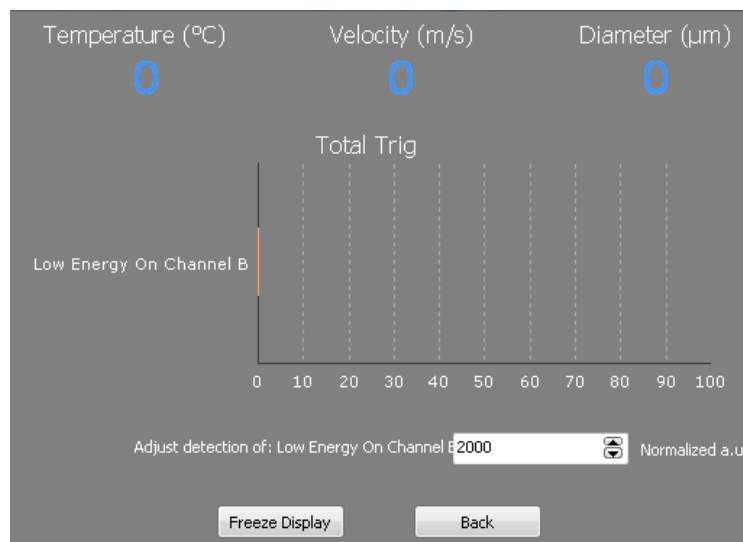 Temperature (ºC) Velocity (m/s) Diameter (µm)
0 0 0
Total Trig
Low Energy On Channel B
0 10 20 30 40 50 60 70 80 90 100
Adjust detection of: Low Energy On Channel B 2000 Normalized a.u
Freeze Display Back